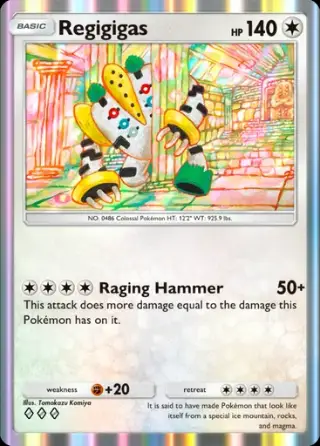 BASIC
Regigigas
HP 140
NO. 0486 Colossal Pokémon HT: 12'2" WT: 925.9 lbs.
Raging Hammer 50+
This attack does more damage equal to the damage this
Pokémon has on it.
weakness +20
retreat
Illus. Tomokazu Komiya
It is said to have made Pokémon that look like
itself from a special ice mountain, rocks,
and magma.